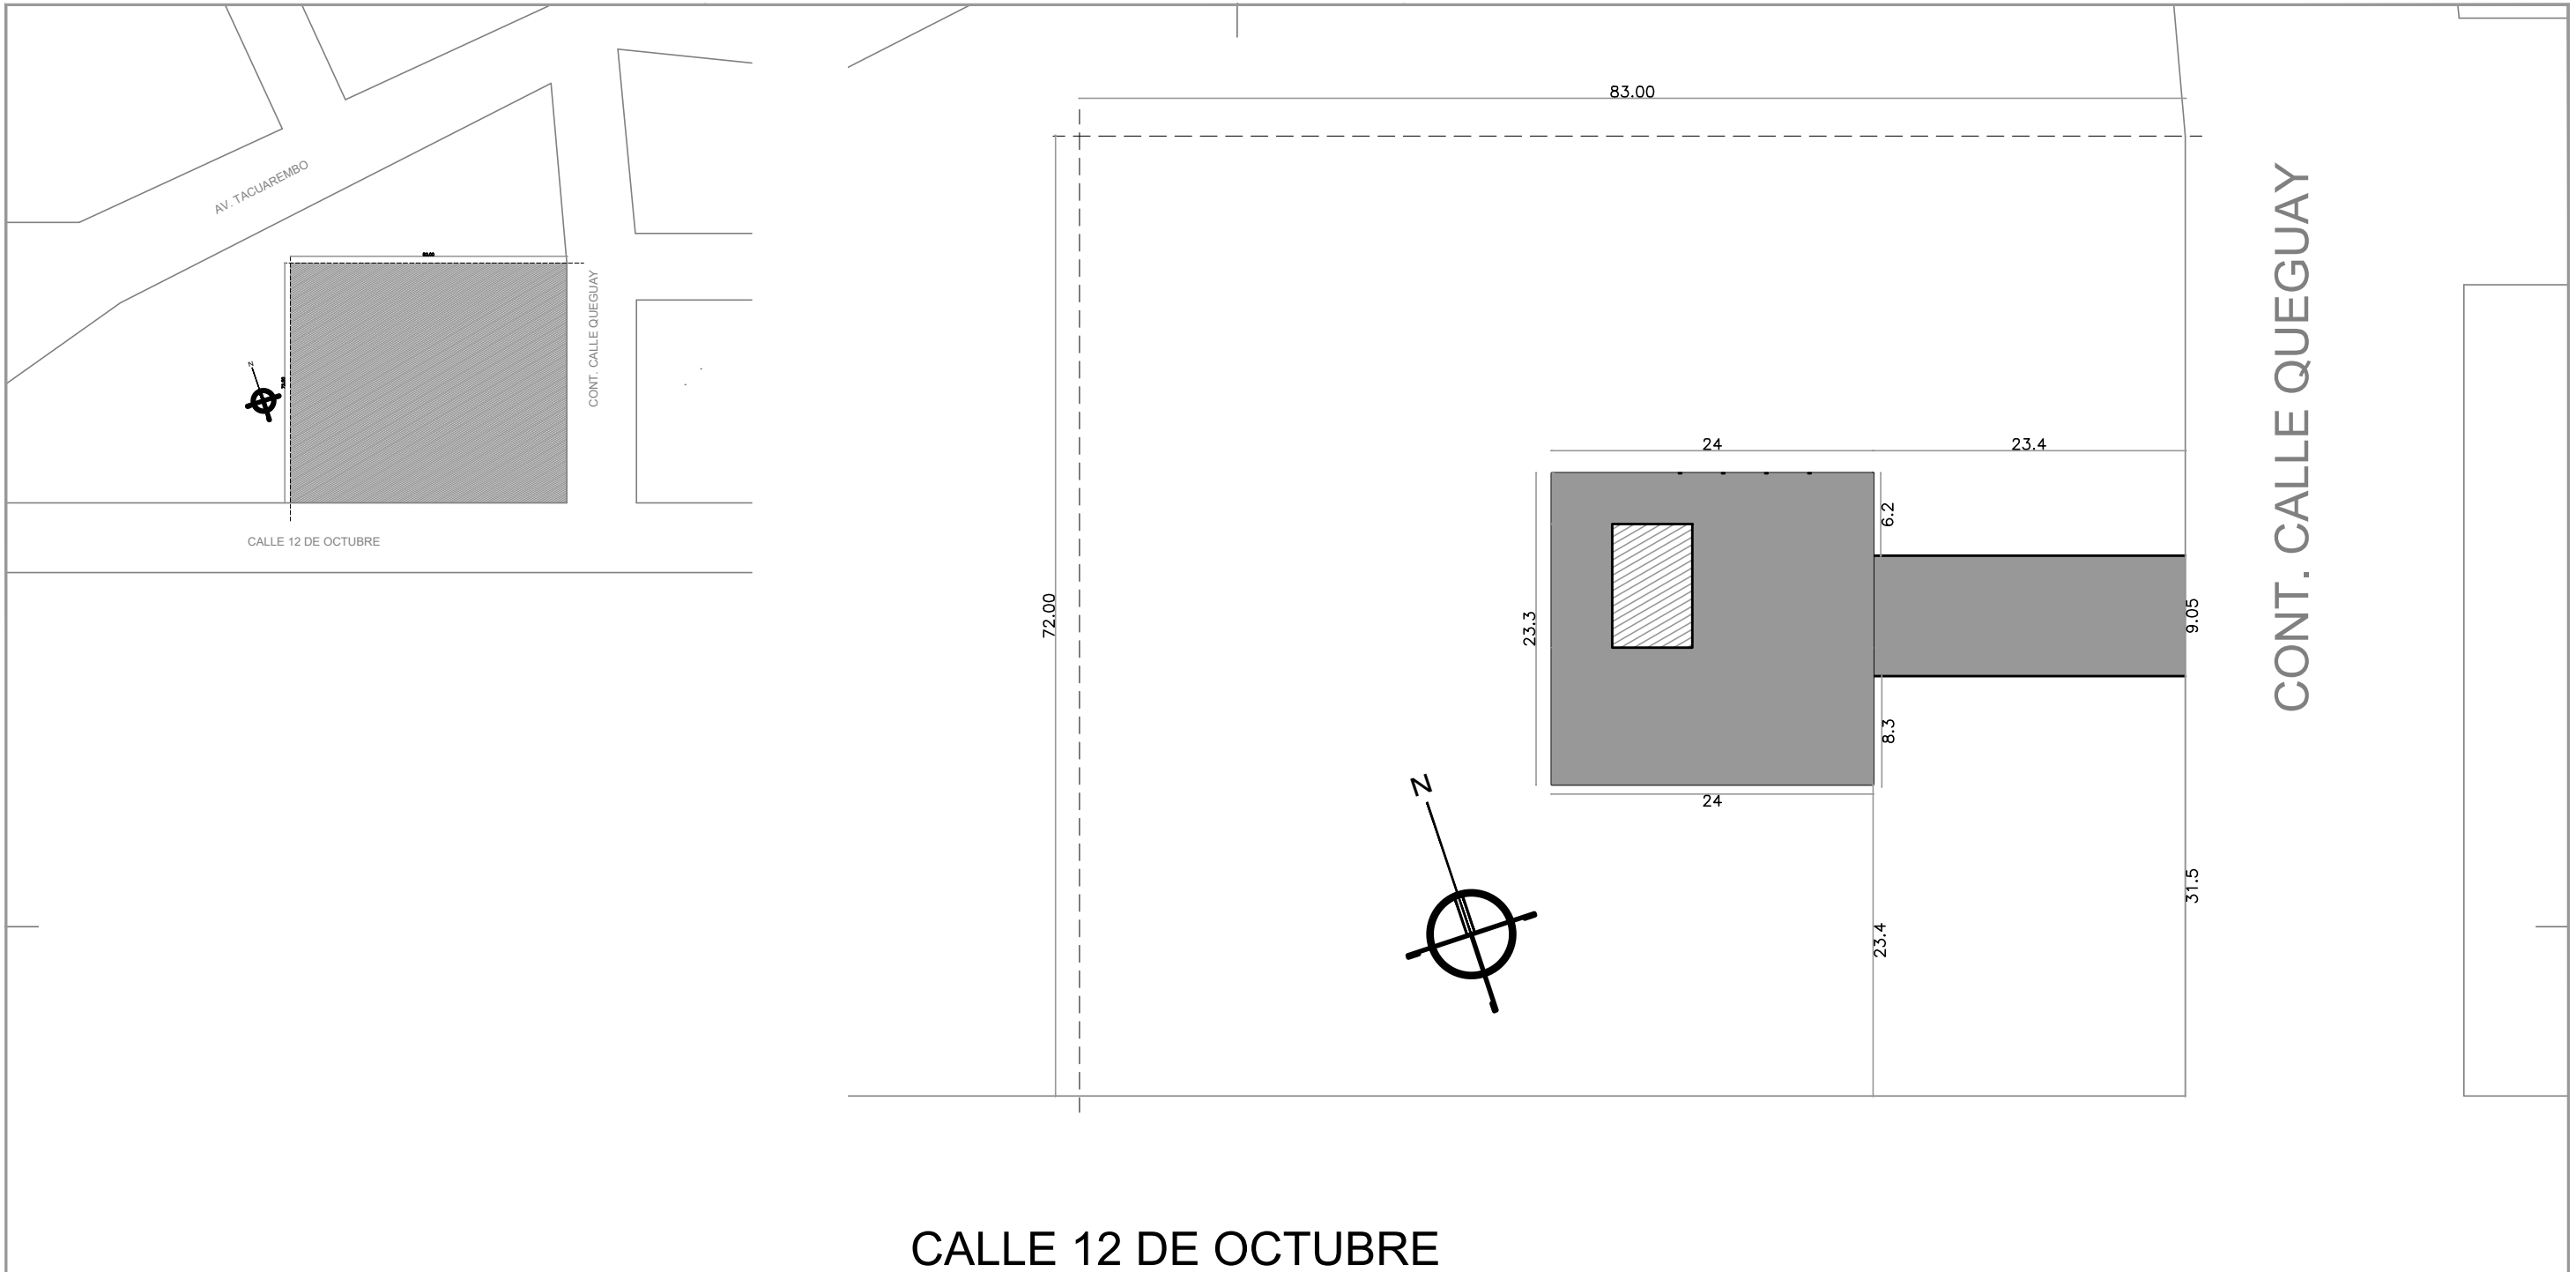 AV. TACUAREMBO
CONT. CALLE QUEGUAY
N
CALLE 12 DE OCTUBRE
83.00
72.00
24
23.4
6.2
23.3
9.05
8.3
24
N
31.5
23.4
CONT. CALLE QUEGUAY
CALLE 12 DE OCTUBRE